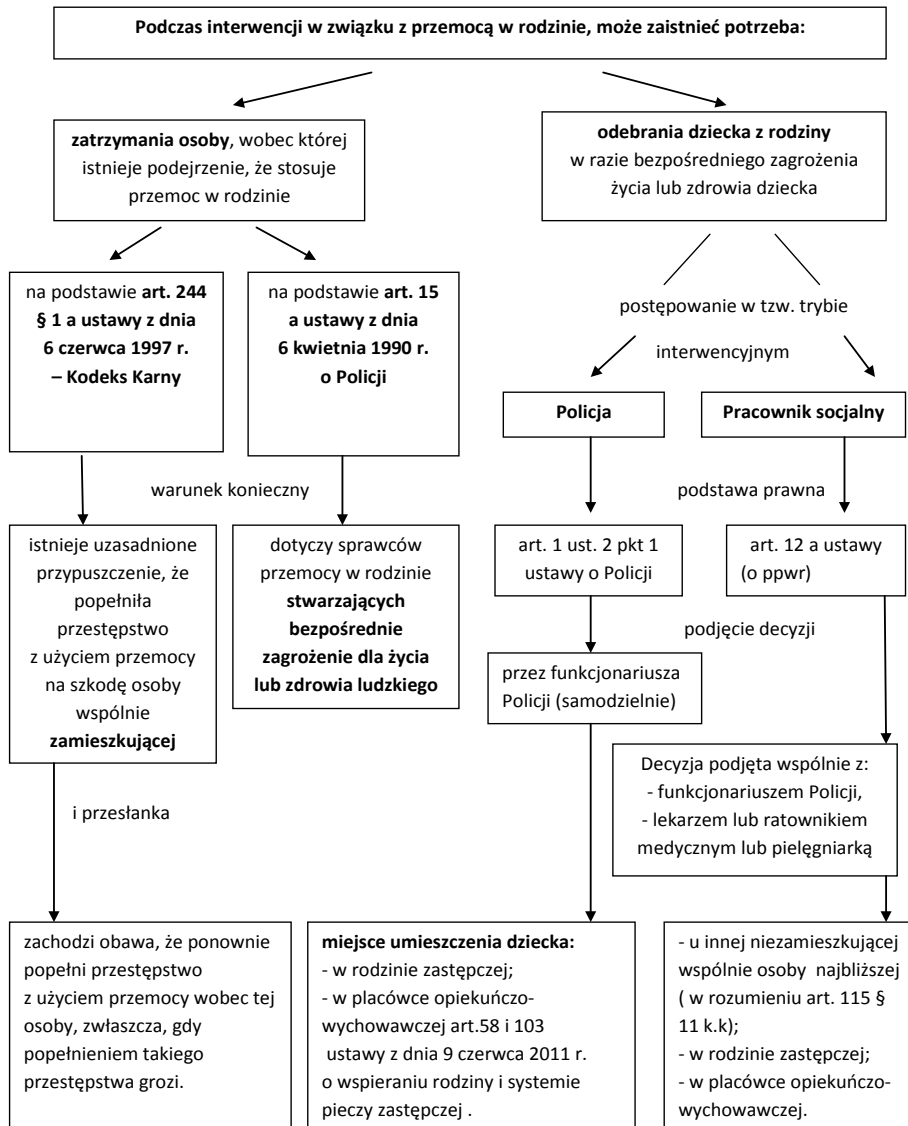 Podczas interwencji w związku z przemocą w rodzinie, może zaistnieć potrzeba:
zatrzymania osoby, wobec której
istnieje podejrzenie, że stosuje
przemoc w rodzinie
odebrania dziecka z rodziny
w razie bezpośredniego zagrożenia
życia lub zdrowia dziecka
na podstawie art. 244
§ 1 a ustawy z dnia
6 czerwca 1997 r.
– Kodeks Karny
na podstawie art. 15
a ustawy z dnia
6 kwietnia 1990 r.
o Policji
postępowanie w tzw. trybie
interwencyjnym
Policja
Pracownik socjalny
warunek konieczny
podstawa prawna
istnieje uzasadnione
przypuszczenie, że
popełniła
przestępstwo
z użyciem przemocy
na szkodę osoby
wspólnie
zamieszkującej
dotyczy sprawców
przemocy w rodzinie
stwarzających
bezpośrednie
zagrożenie dla życia
lub zdrowia ludzkiego
art. 1 ust. 2 pkt 1
ustawy o Policji
art. 12 a ustawy
(o ppwr)
podjęcie decyzji
przez funkcjonariusza
Policji (samodzielnie)
Decyzja podjęta wspólnie z:
- funkcjonariuszem Policji,
- lekarzem lub ratownikiem
medycznym lub pielęgniarką
i przesłanka
zachodzi obawa, że ponownie
popełni przestępstwo
z użyciem przemocy wobec tej
osoby, zwłaszcza, gdy
popełnieniem takiego
przestępstwa grozi.
miejsce umieszczenia dziecka:
- w rodzinie zastępczej;
- w placówce opiekuńczo-
wychowawczej art.58 i 103
ustawy z dnia 9 czerwca 2011 r.
o wspieraniu rodziny i systemie
pieczy zastępczej .
- u innej niezamieszkującej
wspólnie osoby najbliższej
( w rozumieniu art. 115 §
11 k.k);
- w rodzinie zastępczej;
- w placówce opiekuńczo-
wychowawczej.